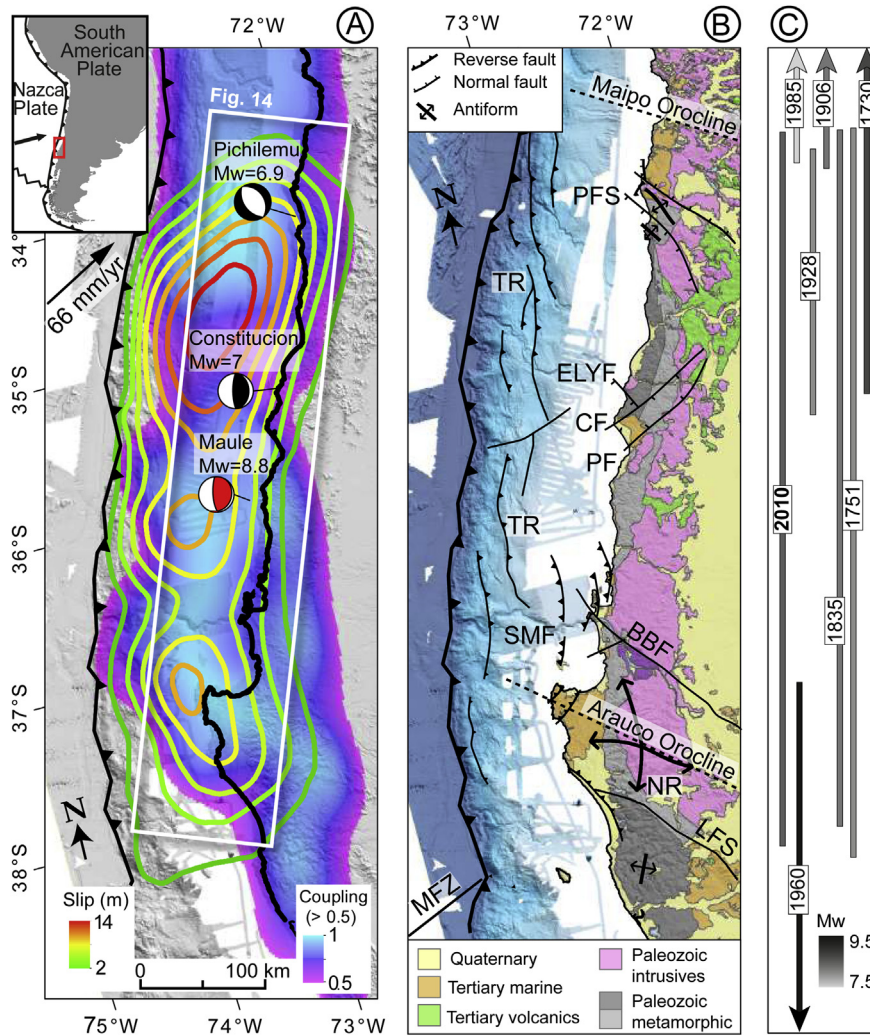 A
72°W
South
American
Plate
Nazca
Plate
Fig. 14
Pichilemu
Mw=6.9
34°S
66 mm/yr
Constitucion
Mw=7
35°S
Maule
Mw=8.8
36°S
37°S
N
38°S
Slip (m)
14
2
0
100 km
Coupling
(> 0.5)
1
0.5
75°W
74°W
73°W
B
73°W
72°W
Reverse fault
Normal fault
Antiform
Maipo Orocline
N
PFS
TR
ELYF
CF
PF
TR
SMF
BBF
Arauco Orocline
NR
LFS
MFZ
Quaternary
Tertiary marine
Tertiary volcanics
Paleozoic
intrusives
Paleozoic
metamorphic
C
1985
1906
1730
1928
2010
1751
1835
1960
Mw
9.5
7.5